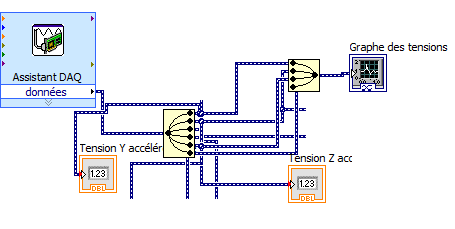 Graphe des tensions
Assistant DAQ
données
Tension Y accélér
1.23
DBL
Tension Z acc
1.23
DBL